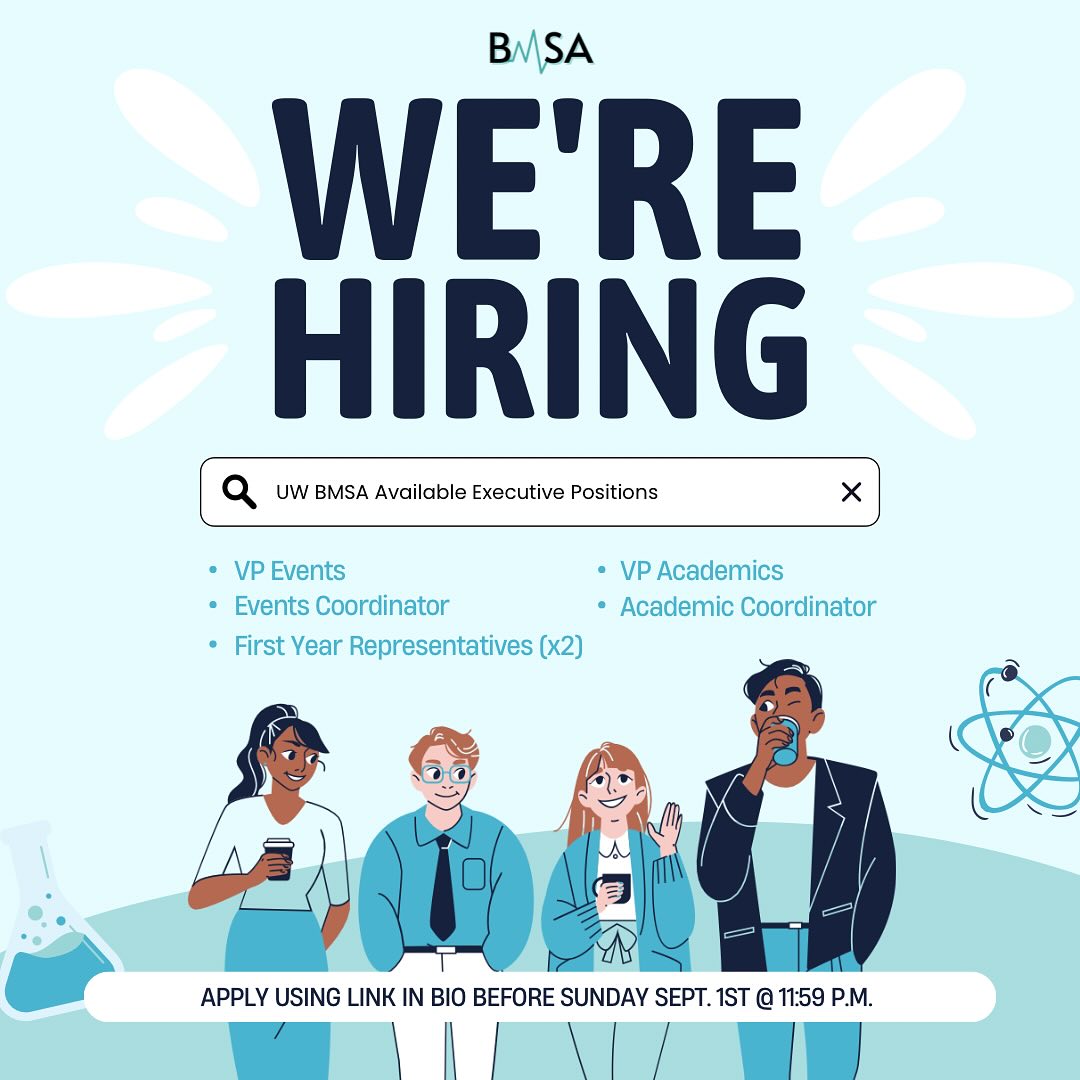 BMSA
WE'RE
HIRING
UW BMSA Available Executive Positions
• VP Events
• Events Coordinator
• First Year Representatives (x2)
• VP Academics
• Academic Coordinator
APPLY USING LINK IN BIO BEFORE SUNDAY SEPT. 1ST @ 11:59 P.M.